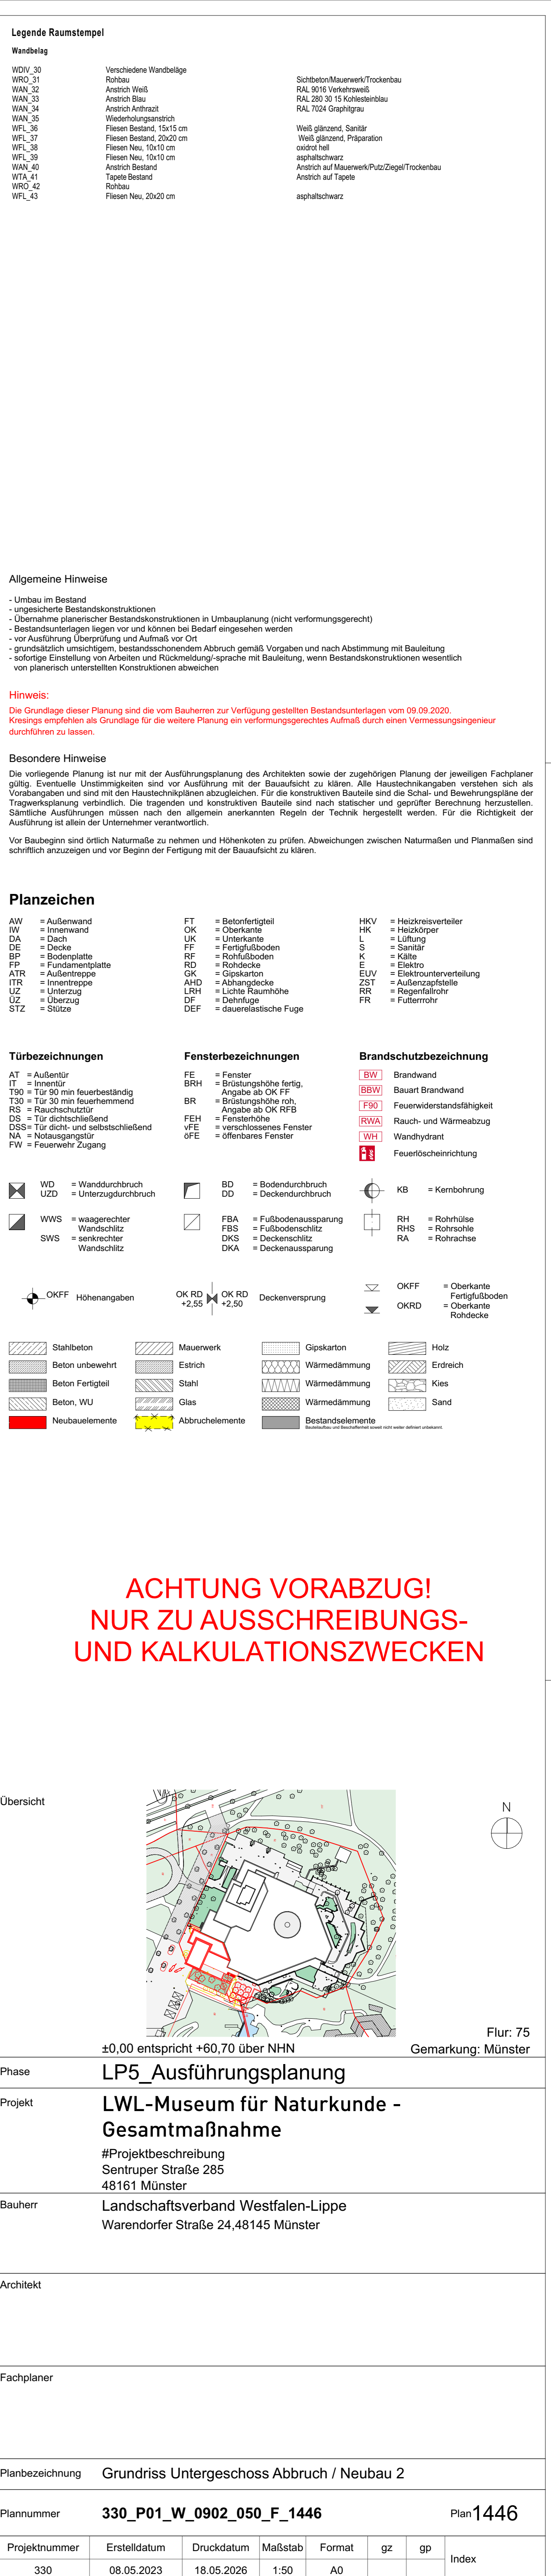 Legende Raumstempel
Wandbelag
WDIV_30 Verschiedene Wandbeläge
WRO_31 Rohbau Sichtbeton/Mauerwerk/Trockenbau
WAN_32 Anstrich Weiß RAL 9016 Verkehrsweiß
WAN_33 Anstrich Blau RAL 280 30 15 Kohlesteinblau
WAN_34 Anstrich Anthrazit RAL 7024 Graphitgrau
WAN_35 Wiederholungsanstrich
WFL_36 Fliesen Bestand, 15x15 cm Weiß glänzend, Sanitär
WFL_37 Fliesen Bestand, 20x20 cm Weiß glänzend, Präparation
WFL_38 Fliesen Neu, 10x10 cm oxidrot hell
WFL_39 Fliesen Neu, 10x10 cm asphaltschwarz
WAN_40 Anstrich Bestand Anstrich auf Mauerwerk/Putz/Ziegel/Trockenbau
WTA_41 Tapete Bestand Anstrich auf Tapete
WRO_42 Rohbau
WFL_43 Fliesen Neu, 20x20 cm asphaltschwarz
Allgemeine Hinweise
- Umbau im Bestand
- ungesicherte Bestandskonstruktionen
- Übernahme planerischer Bestandskonstruktionen in Umbauplanung (nicht verformungsgerecht)
- Bestandsunterlagen liegen vor und können bei Bedarf eingesehen werden
- vor Ausführung Überprüfung und Aufmaß vor Ort
- grundsätzlich umsichtigem, bestandsschonendem Abbruch gemäß Vorgaben und nach Abstimmung mit Bauleitung
- sofortige Einstellung von Arbeiten und Rückmeldung/-sprache mit Bauleitung, wenn Bestandskonstruktionen wesentlich
von planerisch unterstellten Konstruktionen abweichen
Hinweis:
Die Grundlage dieser Planung sind die vom Bauherren zur Verfügung gestellten Bestandsunterlagen vom 09.09.2020.
Kresings empfehlen als Grundlage für die weitere Planung ein verformungsgerechtes Aufmaß durch einen Vermessungsingenieur
durchführen zu lassen.
Besondere Hinweise
Die vorliegende Planung ist nur mit der Ausführungsplanung des Architekten sowie der zugehörigen Planung der jeweiligen Fachplaner
gültig. Eventuelle Unstimmigkeiten sind vor Ausführung mit der Bauaufsicht zu klären. Alle Haustechnikangaben verstehen sich als
Vorabangaben und sind mit den Haustechnikplänen abzugleichen. Für die konstruktiven Bauteile sind die Schal- und Bewehrungspläne der
Tragwerksplanung verbindlich. Die tragenden und konstruktiven Bauteile sind nach statischer und geprüfter Berechnung herzustellen.
Sämtliche Ausführungen müssen nach den allgemein anerkannten Regeln der Technik hergestellt werden. Für die Richtigkeit der
Ausführung ist allein der Unternehmer verantwortlich.
Vor Baubeginn sind örtlich Naturmaße zu nehmen und Höhenkoten zu prüfen. Abweichungen zwischen Naturmaßen und Planmaßen sind
schriftlich anzuzeigen und vor Beginn der Fertigung mit der Bauaufsicht zu klären.
Planzeichen
AW = Außenwand FT = Betonfertigteil HKV = Heizkreisverteiler
IW = Innenwand OK = Oberkante HK = Heizkörper
DA = Dach UK = Unterkante L = Lüftung
DE = Decke FF = Fertigfußboden S = Sanitär
BP = Bodenplatte RF = Rohfußboden K = Kälte
FP = Fundamentplatte RD = Rohdecke E = Elektro
ATR = Außentreppe GK = Gipskarton EUV = Elektrounterverteilung
ITR = Innentreppe AHD = Abhangdecke ZST = Außenzapfstelle
UZ = Unterzug LRH = Lichte Raumhöhe RR = Regenfallrohr
ÜZ = Überzug DF = Dehnfuge FR = Futterrrohr
STZ = Stütze DEF = dauerelastische Fuge
Türbezeichnungen Fensterbezeichnungen Brandschutzbezeichnung
AT = Außentür FE = Fenster BW Brandwand
IT = Innentür BRH = Brüstungshöhe fertig,
T90 = Tür 90 min feuerbeständig Angabe ab OK FF BBW Bauart Brandwand
T30 = Tür 30 min feuerhemmend BR = Brüstungshöhe roh,
RS = Rauchschutztür Angabe ab OK RFB F90 Feuerwiderstandsfähigkeit
DS = Tür dichtschließend FEH = Fensterhöhe RWA Rauch- und Wärmeabzug
DSS= Tür dicht- und selbstschließend vFE = verschlossenes Fenster
NA = Notausgangstür öFE = öffenbares Fenster WH Wandhydrant
FW = Feuerwehr Zugang
Feuerlöscheinrichtung
WD = Wanddurchbruch BD = Bodendurchbruch KB = Kernbohrung
UZD = Unterzugdurchbruch DD = Deckendurchbruch
WWS = waagerechter FBA = Fußbodenaussparung RH = Rohrhülse
Wandschlitz FBS = Fußbodenschlitz RHS = Rohrsohle
SWS = senkrechter DKS = Deckenschlitz RA = Rohrachse
Wandschlitz DKA = Deckenaussparung
OKFF Höhenangaben OK RD +2,55 OK RD +2,50 Deckenversprung
OKFF = Oberkante
Fertigfußboden
OKRD = Oberkante
Rohdecke
Stahlbeton Mauerwerk Gipskarton Holz
Beton unbewehrt Estrich Wärmedämmung Erdreich
Beton Fertigteil Stahl Wärmedämmung Kies
Beton, WU Glas Wärmedämmung Sand
Neubauelemente Abbruchelemente Bestandselemente
Bauteilaufbau und Beschaffenheit soweit nicht weiter definiert unbekannt.
ACHTUNG VORABZUG!
NUR ZU AUSSCHREIBUNGS-
UND KALKULATIONSZWECKEN
Übersicht
N
Flur: 75
±0,00 entspricht +60,70 über NHN Gemarkung: Münster
Phase LP5_Ausführungsplanung
Projekt LWL-Museum für Naturkunde -
Gesamtmaßnahme
#Projektbeschreibung
Sentruper Straße 285
48161 Münster
Bauherr Landschaftsverband Westfalen-Lippe
Warendorfer Straße 24,48145 Münster
Architekt
Fachplaner
Planbezeichnung Grundriss Untergeschoss Abbruch / Neubau 2
Plannummer 330_P01_W_0902_050_F_1446 Plan 1446
Projektnummer Erstelldatum Druckdatum Maßstab Format gz gp Index
330 08.05.2023 18.05.2026 1:50 A0